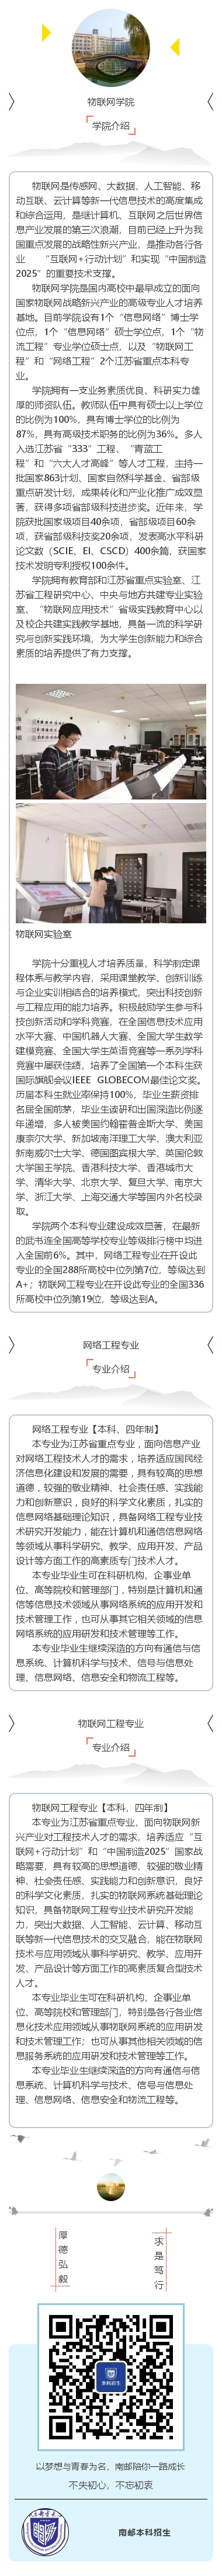 物联网学院
学院介绍
物联网是传感网、大数据、人工智能、移
动互联、云计算等新一代信息技术的高度集成
和综合运用，是继计算机、互联网之后世界信
息产业发展的第三次浪潮，目前已经上升为我
国重点发展的战略性新兴产业，是推动各行各
业 “互联网+行动计划”和实现“中国制造
2025”的重要技术支撑。
物联网学院是国内高校中最早成立的面向
国家物联网战略新兴产业的高级专业人才培养
基地。目前学院设有1个“信息网络”博士学
位点，1个“信息网络”硕士学位点，1个“物
流工程”专业学位硕士点，以及“物联网工
程”和“网络工程”2个江苏省重点本科专
业。
学院拥有一支业务素质优良、科研实力雄
厚的师资队伍。教师队伍中具有硕士以上学位
的比例为100%，具有博士学位的比例为
87%，具有高级技术职务的比例为36%。多人
入选江苏省“333”工程、“青蓝工
程”和“六大人才高峰”等人才工程，主持一
批国家863计划、国家自然科学基金、省部级
重点研发计划，成果转化和产业化推广成效显
著，获得多项省部级科技进步奖。近年来，学
院获批国家级项目40余项，省部级项目60余
项，获省部级科技奖20余项，发表高水平科研
论文数（SCIE、EI、CSCD）400余篇，获国家
技术发明专利授权100余件。
学院拥有教育部和江苏省重点实验室、江
苏省工程研究中心、中央与地方共建专业实验
室、“物联网应用技术”省级实践教育中心以
及校企共建实践教学基地，具备一流的科学研
究与创新实践环境，为大学生创新能力和综合
素质的培养提供了有力支撑。
物联网实验室
学院十分重视人才培养质量，科学制定课
程体系与教学内容，采用课堂教学、创新训练
与企业实训相结合的培养模式，突出科技创新
与工程应用的能力培养。积极鼓励学生参与科
技创新活动和学科竞赛，在全国信息技术应用
水平大赛、中国机器人大赛、全国大学生数学
建模竞赛、全国大学生英语竞赛等一系列学科
竞赛中屡获佳绩，培养了全国第一个本科生获
国际旗舰会议IEEE GLOBECOM最佳论文奖。
历届本科生就业率保持100%，毕业生薪资排
名居全国前茅，毕业生读研和出国深造比例逐
年递增，多人被美国约翰霍普金斯大学、美国
康奈尔大学、新加坡南洋理工大学、澳大利亚
新南威尔士大学、德国图宾根大学、英国伦敦
大学国王学院、香港科技大学、香港城市大
学、清华大学、北京大学、复旦大学、南京大
学、浙江大学、上海交通大学等国内外名校录
取。
学院两个本科专业建设成效显著，在最新
的武书连全国高等学校专业等级排行榜中均进
入全国前6%。其中，网络工程专业在开设此
专业的全国288所高校中位列第7位，等级达到
A+；物联网工程专业在开设此专业的全国336
所高校中位列第19位，等级达到A。
网络工程专业
专业介绍
网络工程专业【本科、四年制】
本专业为江苏省重点专业，面向信息产业
对网络工程技术人才的需求，培养适应国民经
济信息化建设和发展的需要，具有较高的思想
道德，较强的敬业精神、社会责任感、实践能
力和创新意识，良好的科学文化素质，扎实的
信息网络基础理论知识，具备网络工程专业技
术研究开发能力，能在计算机和通信信息网络
等领域从事科学研究、教学、应用开发、产品
设计等方面工作的高素质专门技术人才。
本专业毕业生可在科研机构、企事业单
位、高等院校和管理部门，特别是计算机和通
信等信息技术领域从事网络系统的应用开发和
技术管理工作，也可从事其它相关领域的信息
网络系统的应用研发和技术管理等工作。
本专业毕业生继续深造的方向有通信与信
息系统、计算机科学与技术、信号与信息处
理、信息网络、信息安全和物流工程等。
物联网工程专业
专业介绍
物联网工程专业【本科，四年制】
本专业为江苏省重点专业，面向物联网新
兴产业对工程技术人才的需求，培养适应“互
联网+行动计划”和“中国制造2025”国家战
略需要，具有较高的思想道德，较强的敬业精
神、社会责任感、实践能力和创新意识，良好
的科学文化素质，扎实的物联网系统基础理论
知识，具备物联网工程专业技术研究开发能
力，突出大数据、人工智能、云计算、移动互
联等新一代信息技术的交叉融合，能在物联网
技术与应用领域从事科学研究、教学、应用开
发、产品设计等方面工作的高素质复合型技术
人才。
本专业毕业生可在科研机构、企事业单
位、高等院校和管理部门，特别是各行各业信
息化技术应用领域从事物联网系统的应用研发
和技术管理工作；也可从事其他相关领域的信
息服务系统的应用研发和技术管理等工作。
本专业毕业生继续深造的方向有通信与信
息系统、计算机科学与技术、信号与信息处
理、信息网络、信息安全和物流工程等。
厚德弘毅
求是笃行
本科招生
以梦想与青春为名，南邮陪你一路成长
不失初心，不忘初衷
南邮本科招生